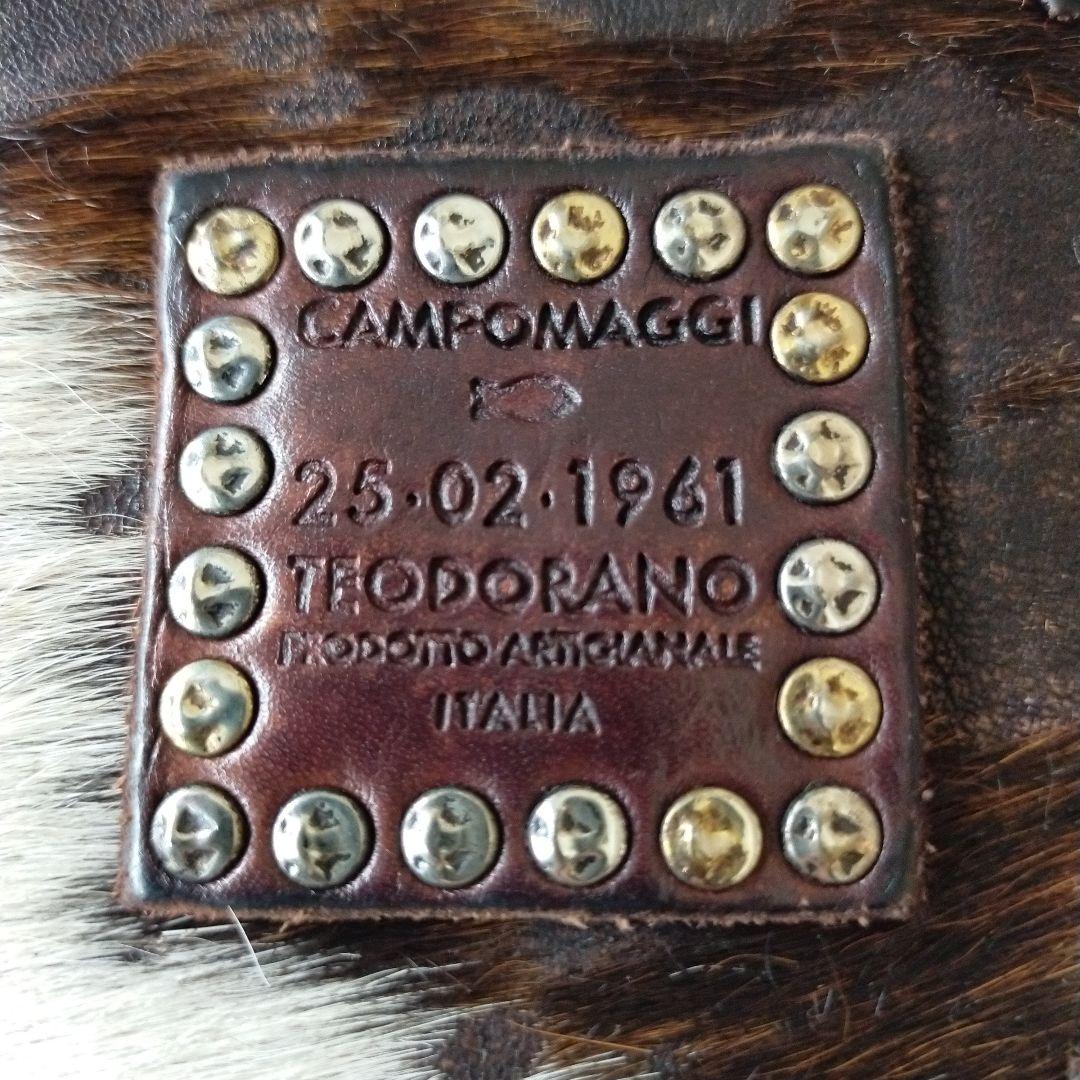 CAMPOMAGGI
25·02·1961
TEODORANO
PRODOTTO ARTIGIANALE
ITALIA